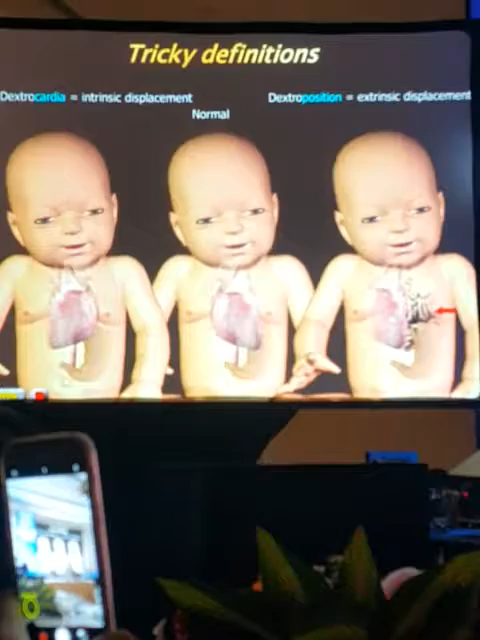 Tricky definitions
Dextrocardia = intrinsic displacement
Dextroposition = extrinsic displacement
Normal